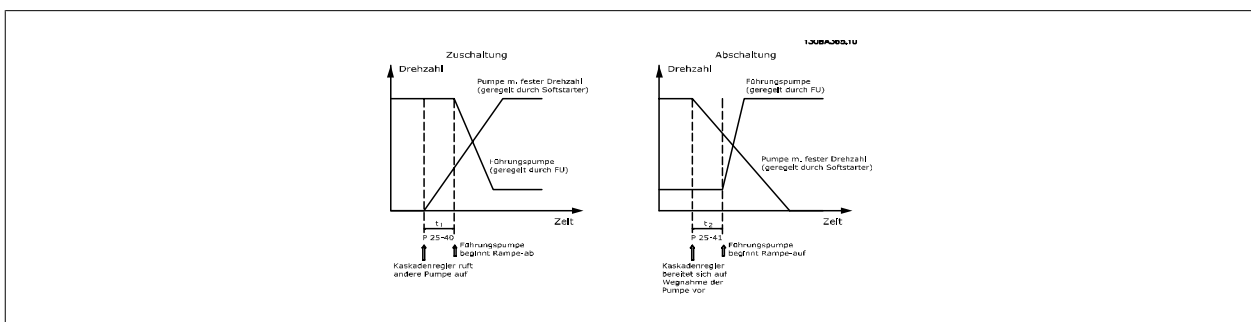 130BA365.10
Zuschaltung
Drehzahl
Pumpe m. fester Drehzahl
(geregelt durch Softstarter)
Führungspumpe
(geregelt durch FU)
Zeit
t1
P 25-40
Führungspumpe
beginnt Rampe-ab
Kaskadenregler ruft
andere Pumpe auf
Abschaltung
Drehzahl
Führungspumpe
(geregelt durch FU)
Pumpe m. fester Drehzahl
(geregelt durch Softstarter)
Zeit
t2
P 25-41
Führungspumpe
beginnt Rampe-auf
Kaskadenregler
bereitet sich auf
Wegnahme der
Pumpe vor